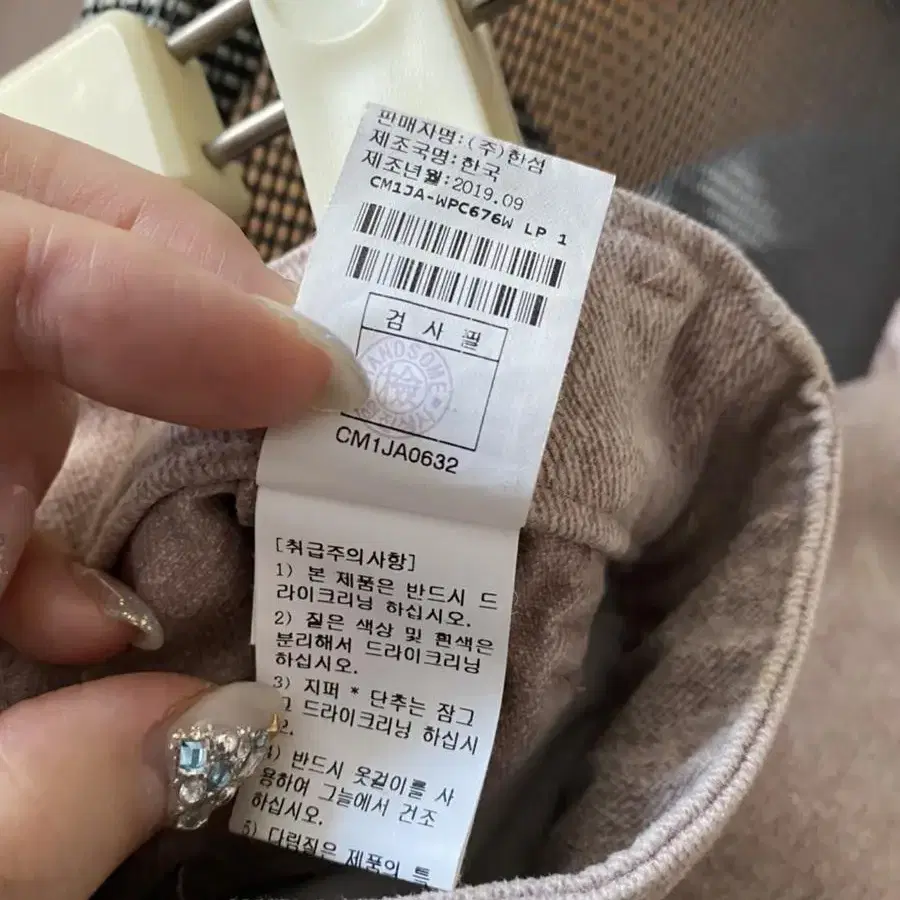 판매자명:(주)한섬
제조국명:한국
제조년월:2019.09
CM1JA-WPC676W LP 1
검 사 필
HANDSOME
檢
CM1JA0632
[취급주의사항]
1) 본 제품은 반드시 드
라이크리닝 하십시오.
2) 짙은 색상 및 흰색은
분리해서 드라이크리닝
하십시오.
3) 지퍼 * 단추는 잠그
고 드라이크리닝 하십시
오.
4) 반드시 옷걸이를 사
용하여 그늘에서 건조
하십시오.
5) 다림질은 제품의 특